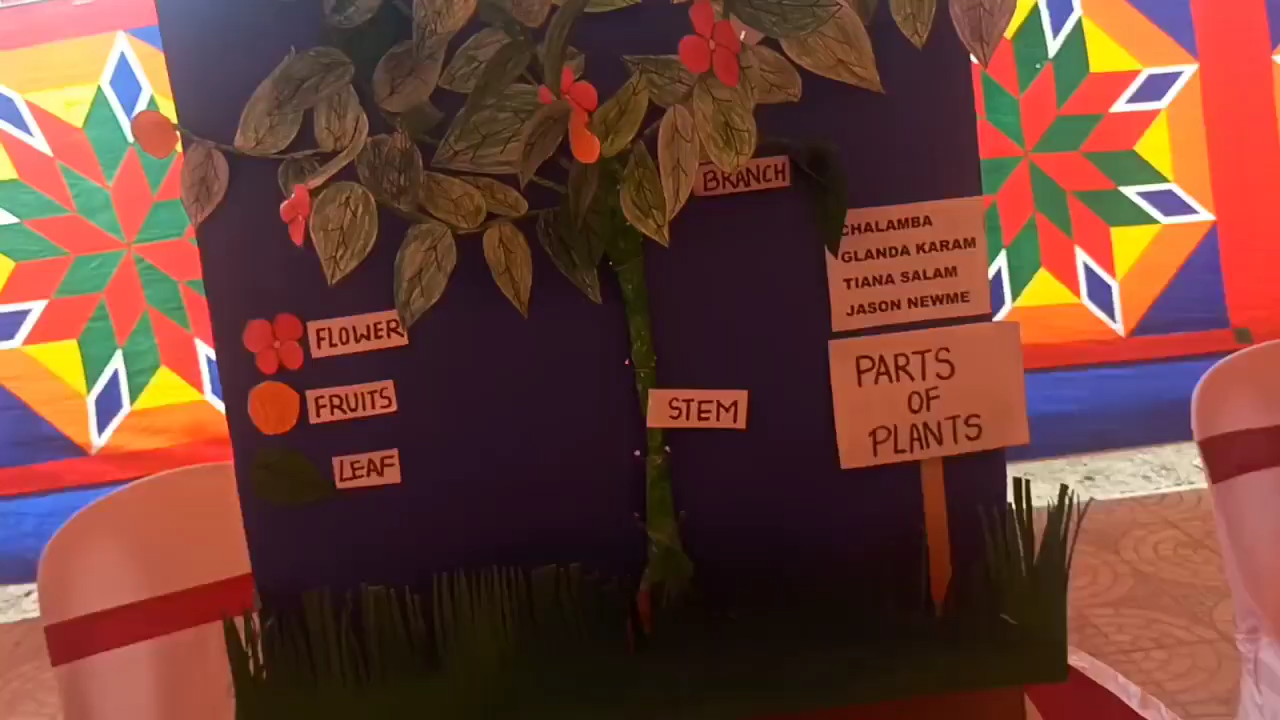 BRANCH
CHALAMBA
GLANDA KARAM
TIANA SALAM
JASON NEWME
FLOWER
FRUITS
LEAF
STEM
PARTS
OF
PLANTS